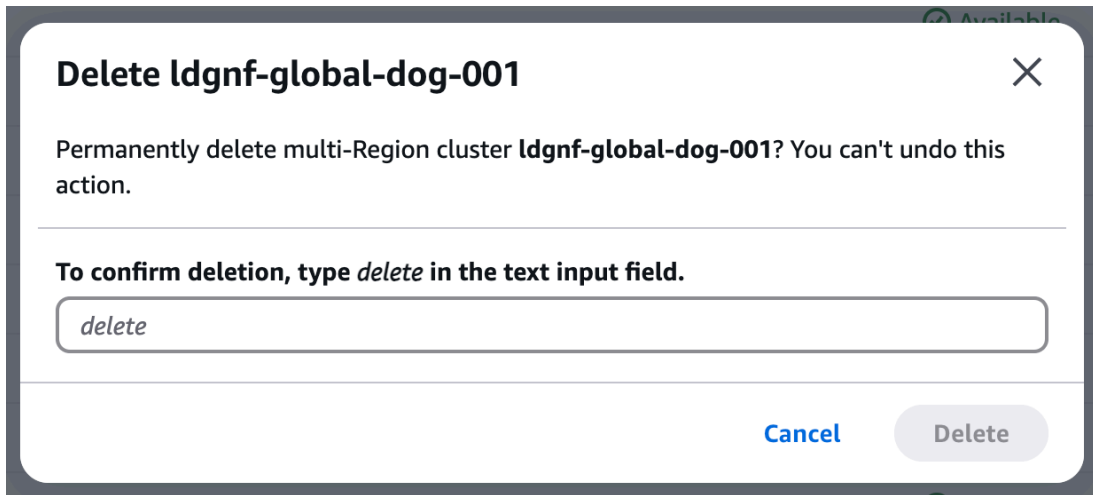 Available
Delete ldgnf-global-dog-001
Permanently delete multi-Region cluster ldgnf-global-dog-001? You can't undo this
action.
To confirm deletion, type delete in the text input field.
delete
Cancel
Delete